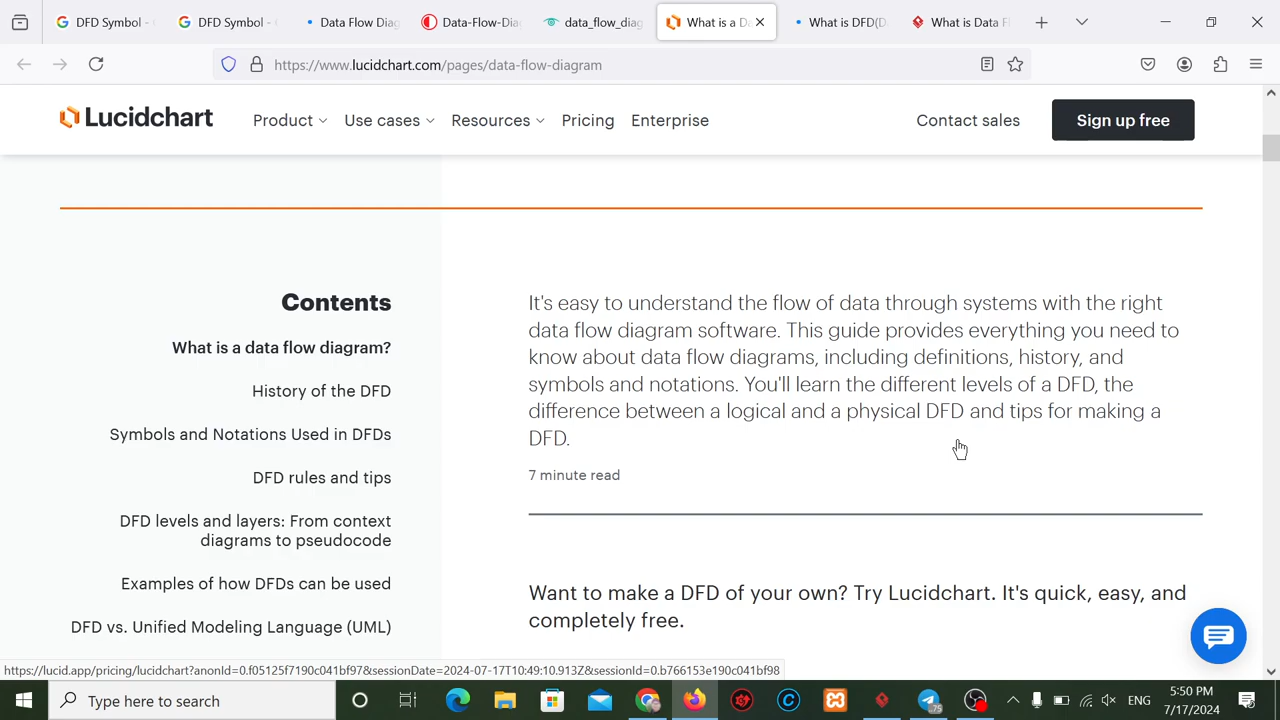 DFD Symbol -
DFD Symbol -
Data Flow Dia
Data-Flow-Dia
data_flow_diag
What is a Da
What is DFD(D
What is Data F
https://www.lucidchart.com/pages/data-flow-diagram
Lucidchart
Product
Use cases
Resources
Pricing
Enterprise
Contact sales
Sign up free
Contents
What is a data flow diagram?
History of the DFD
Symbols and Notations Used in DFDs
DFD rules and tips
DFD levels and layers: From context
diagrams to pseudocode
Examples of how DFDs can be used
DFD vs. Unified Modeling Language (UML)
It's easy to understand the flow of data through systems with the right
data flow diagram software. This guide provides everything you need to
know about data flow diagrams, including definitions, history, and
symbols and notations. You'll learn the different levels of a DFD, the
difference between a logical and a physical DFD and tips for making a
DFD.
7 minute read
Want to make a DFD of your own? Try Lucidchart. It's quick, easy, and
completely free.
https://lucid.app/pricing/lucidchart?anonId=0.f05125f7190c041bf97&sessionDate=2024-07-17T10:49:10.913Z&sessionId=0.b766153e190c041bf98
Type here to search
75
ENG
5:50 PM
7/17/2024